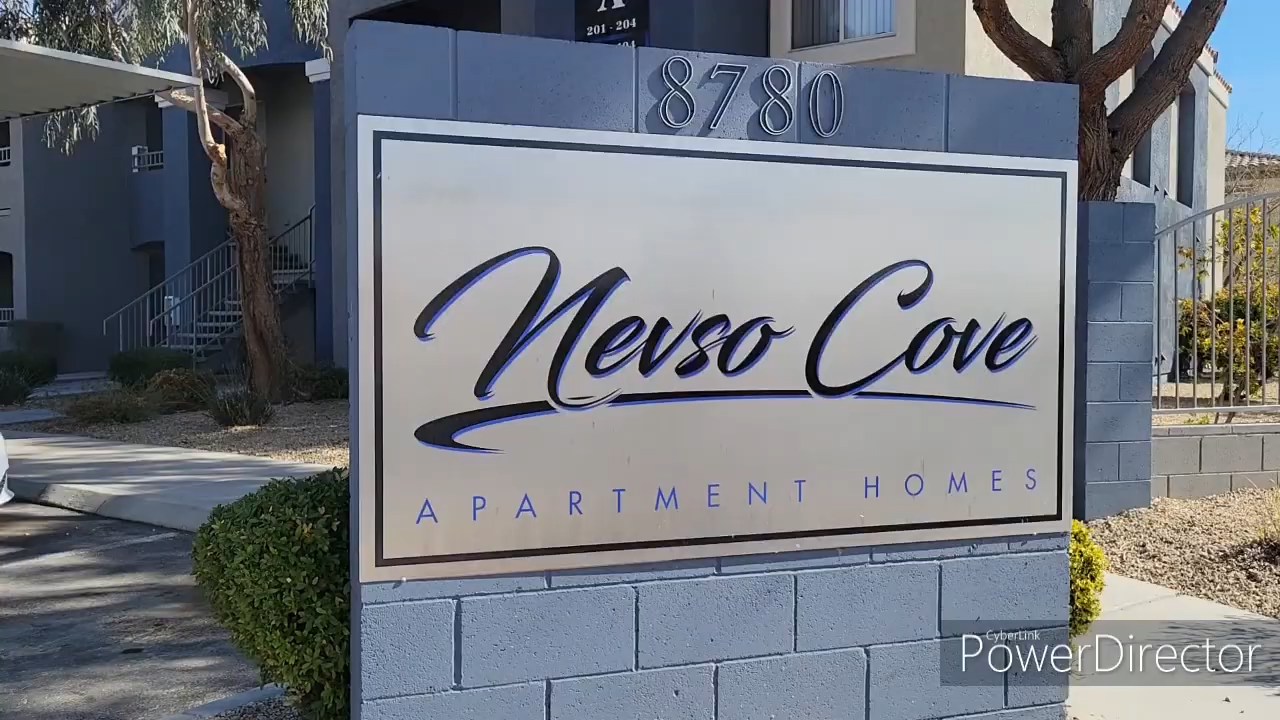 A
201 - 204
8780
Nevso Cove
APARTMENT HOMES
CyberLink
PowerDirector